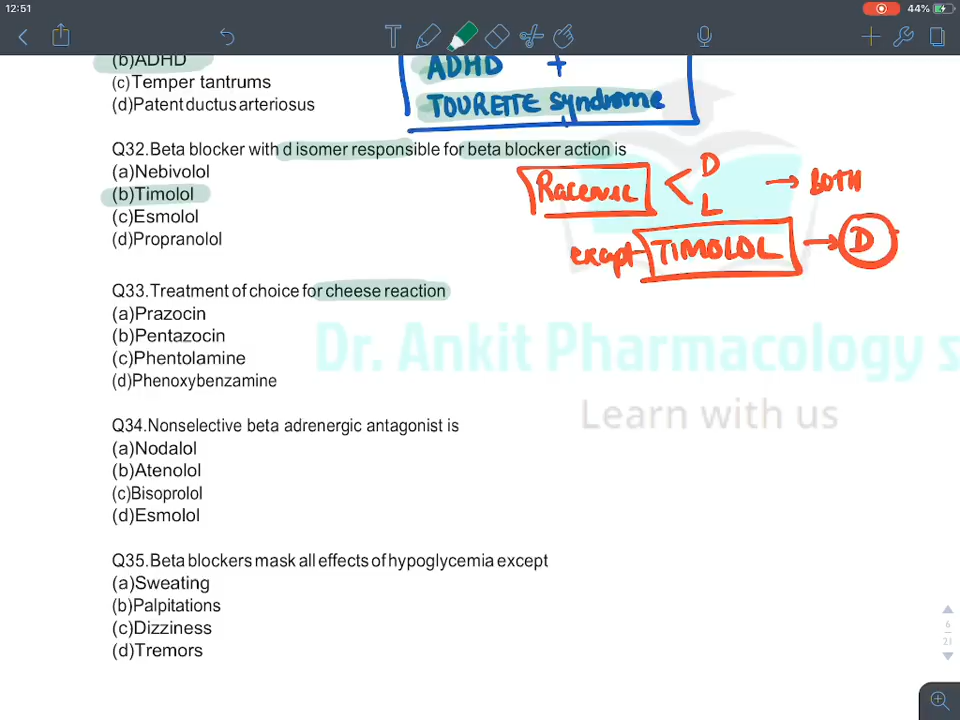 12:51
44%
T
(b)ADHD
(c)Temper tantrums
(d)Patent ductus arteriosus
ADHD +
TOURETTE syndrome
Q32.Beta blocker with d isomer responsible for beta blocker action is
(a)Nebivolol
(b)Timolol
(c)Esmolol
(d)Propranolol
Racemic < D L → BOTH
except TIMOLOL → D
Q33.Treatment of choice for cheese reaction
(a)Prazocin
(b)Pentazocin
(c)Phentolamine
(d)Phenoxybenzamine
Dr. Ankit Pharmacology s
Learn with us
Q34.Nonselective beta adrenergic antagonist is
(a)Nodalol
(b)Atenolol
(c)Bisoprolol
(d)Esmolol
Q35.Beta blockers mask all effects of hypoglycemia except
(a)Sweating
(b)Palpitations
(c)Dizziness
(d)Tremors
6
21